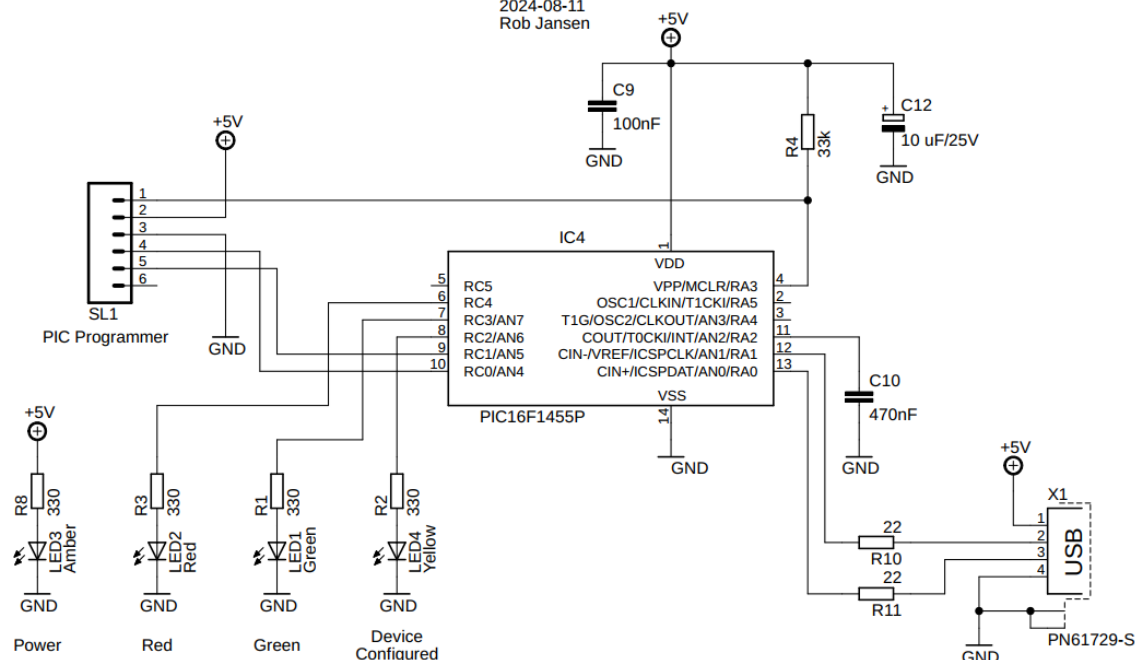 2024-08-11
Rob Jansen
+5V
C9
100nF
GND
R4
33k
+
C12
10 uF/25V
GND
+5V
1
2
3
4
5
6
SL1
PIC Programmer
GND
IC4
1
VDD
5
RC5
6
RC4
7
RC3/AN7
8
RC2/AN6
9
RC1/AN5
10
RC0/AN4
VPP/MCLR/RA3
4
OSC1/CLKIN/T1CKI/RA5
2
T1G/OSC2/CLKOUT/AN3/RA4
3
COUT/T0CKI/INT/AN2/RA2
11
CIN-/VREF/ICSPCLK/AN1/RA1
12
CIN+/ICSPDAT/AN0/RA0
13
VSS
14
PIC16F1455P
GND
C10
470nF
GND
+5V
R8
330
LED3
Amber
GND
Power
R3
330
LED2
Red
GND
Red
R1
330
LED1
Green
GND
Green
R2
330
LED4
Yellow
GND
Device
Configured
22
R10
22
R11
+5V
X1
1
2
3
4
USB
PN61729-S
GND